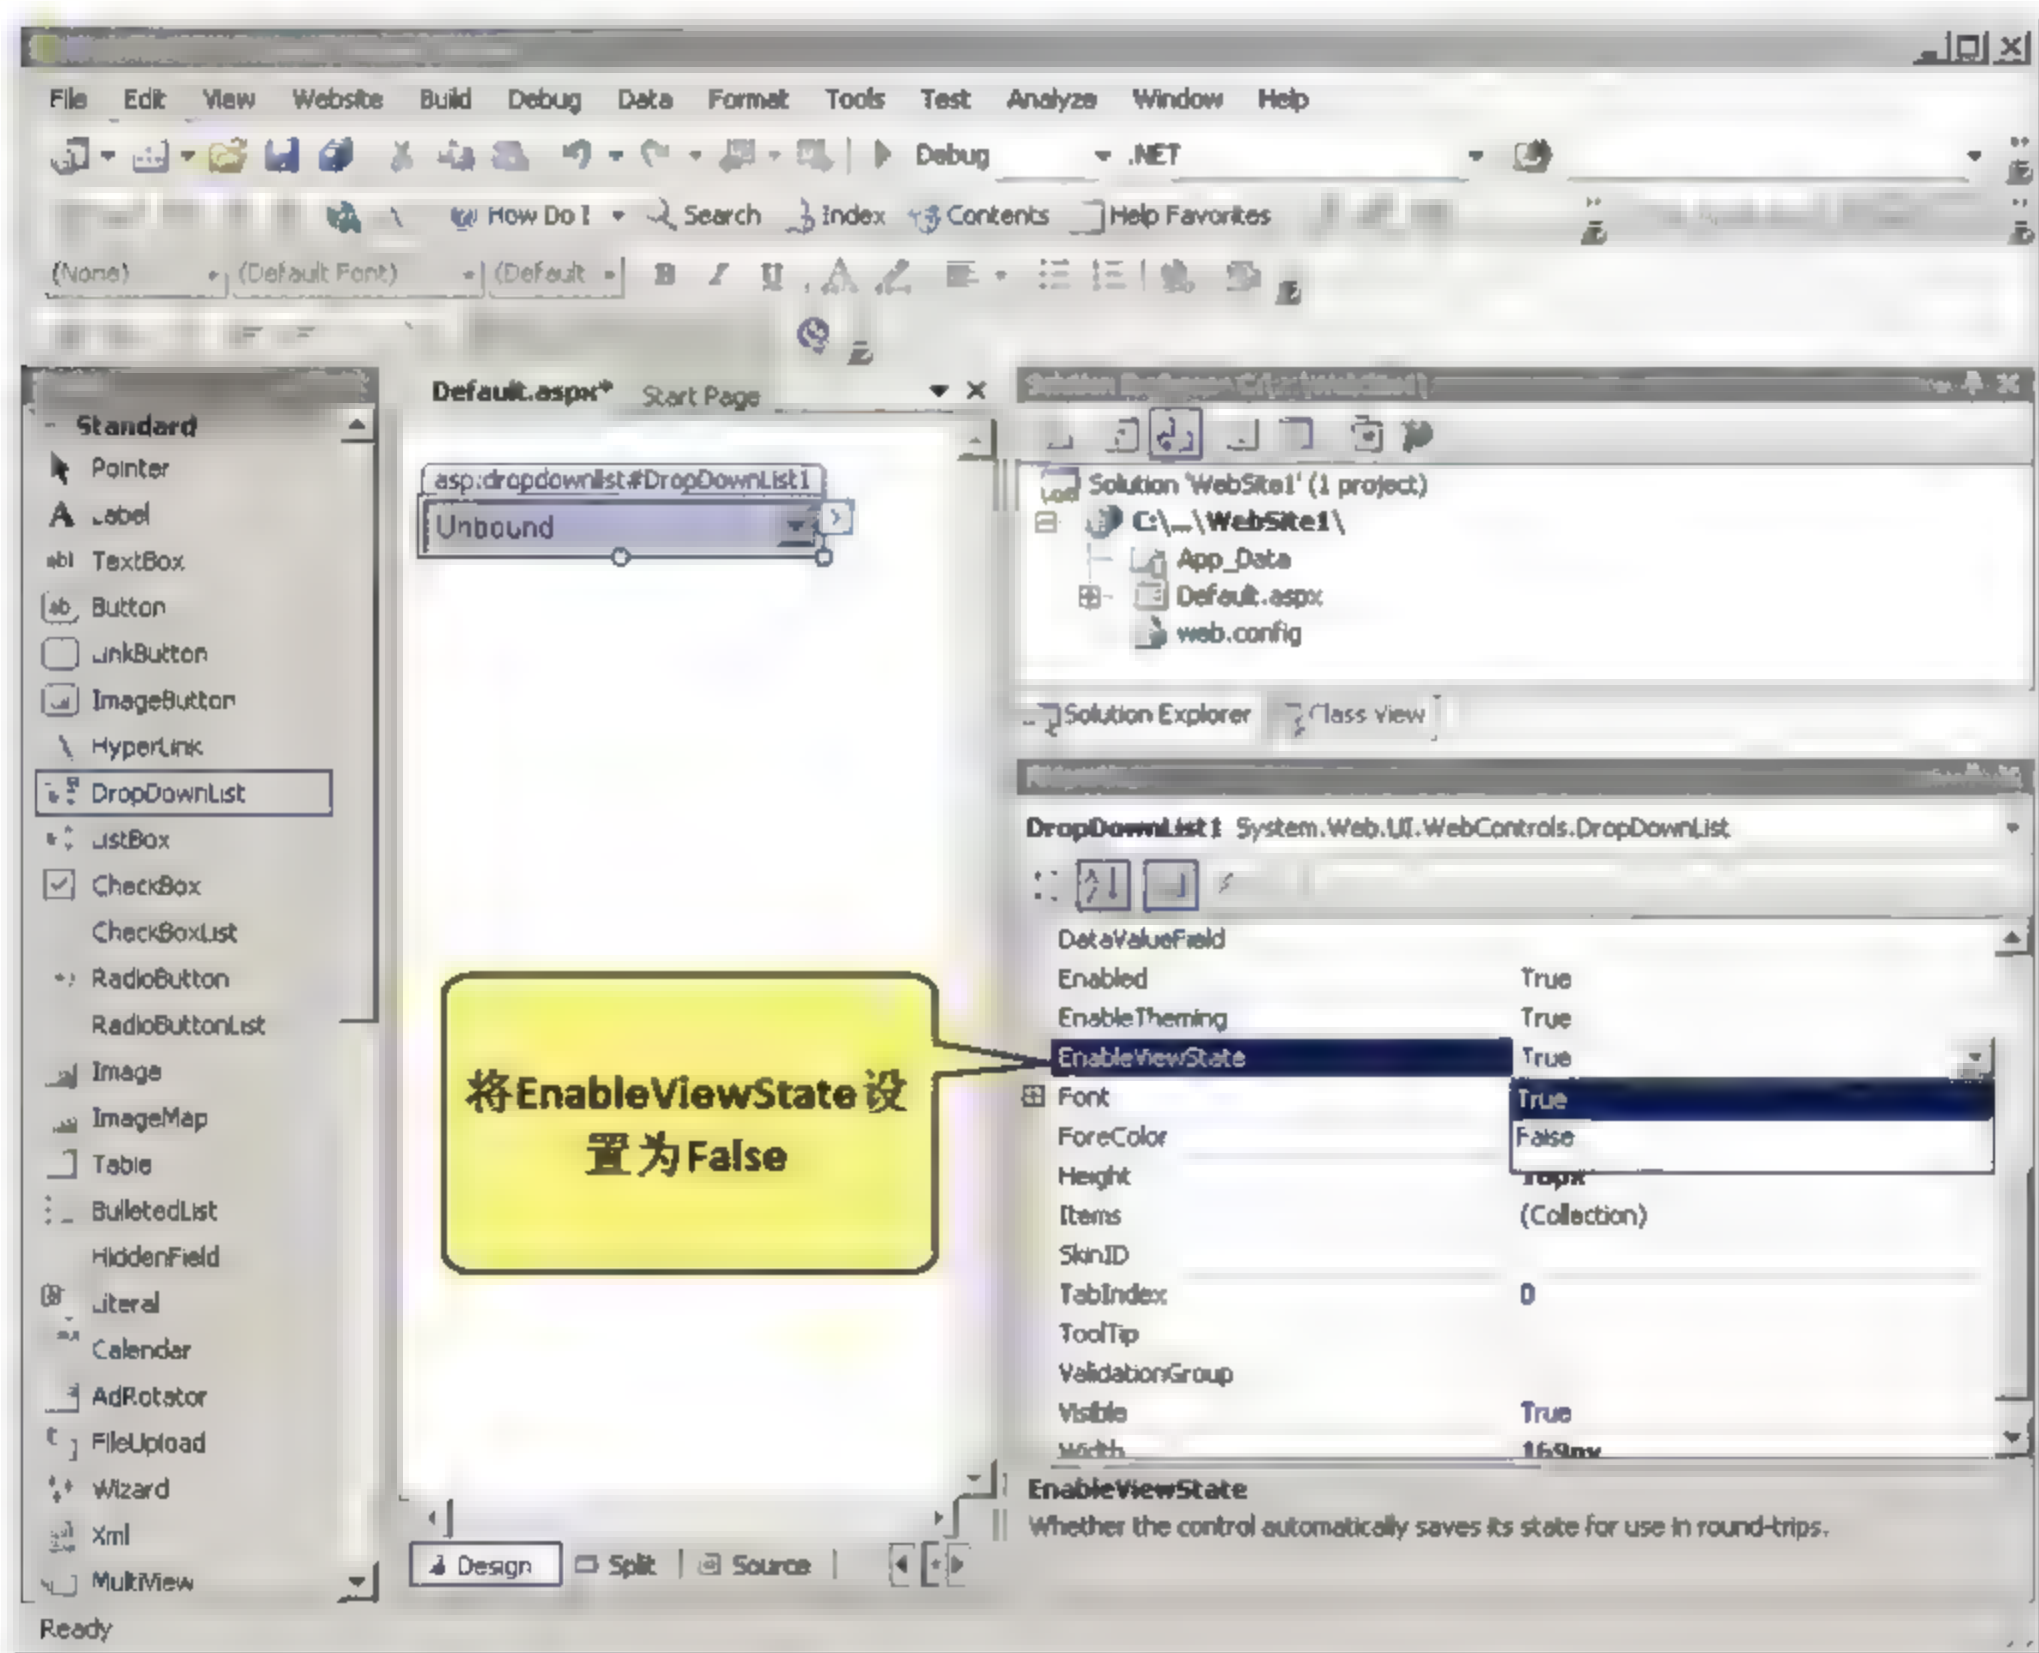 File Edit View Website Build Debug Data Format Tools Test Analyze Window Help
Debug .NET
How Do I Search Index Contents Help Favorites
(None) (Default Font) (Default
Default.aspx* Start Page
Standard
Pointer
Label
TextBox
Button
LinkButton
ImageButton
HyperLink
DropDownList
ListBox
CheckBox
CheckBoxList
RadioButton
RadioButtonList
Image
ImageMap
Table
BulletedList
HiddenField
Literal
Calendar
AdRotator
FileUpload
Wizard
Xml
MultiView
asp:dropdownlist#DropDownList1
Unbound
将EnableViewState设
置为False
Design Split Source
Solution 'WebSite1' (1 project)
C:\...\WebSite1\
App_Data
Default.aspx
web.config
Solution Explorer Class View
DropDownList1 System.Web.UI.WebControls.DropDownList
DataValueField
Enabled True
EnableTheming True
EnableViewState True
True
Font
ForeColor False
Height
Items (Collection)
SkinID
TabIndex 0
ToolTip
ValidationGroup
Visible True
Width 169px
EnableViewState
Whether the control automatically saves its state for use in round-trips.
Ready